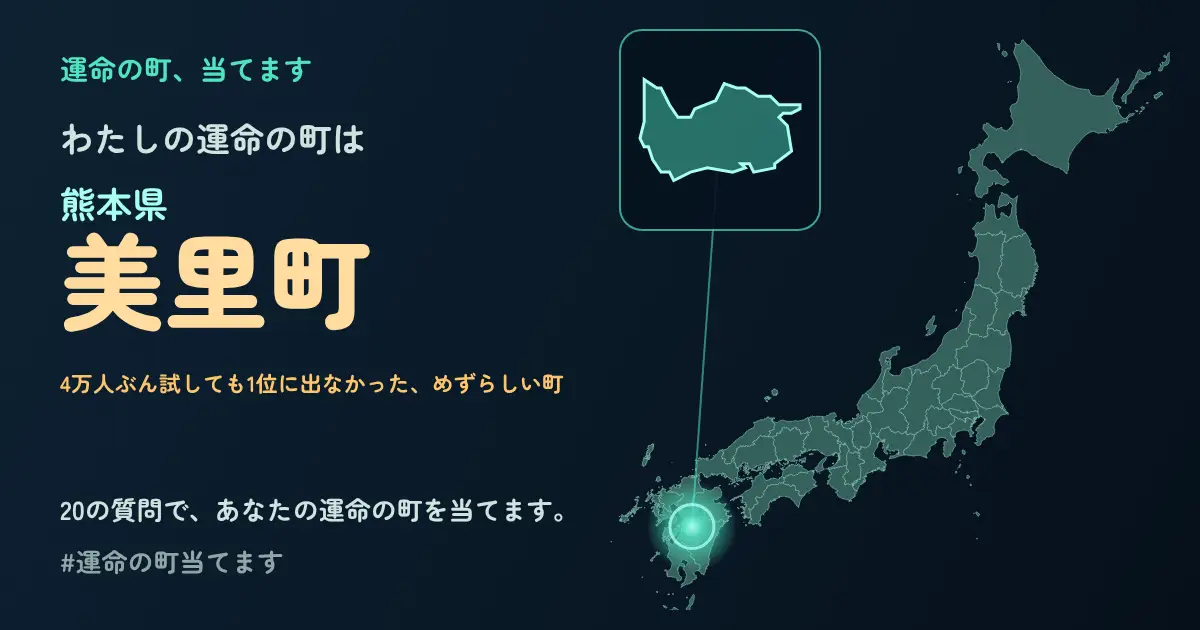 運命の町、当てます
わたしの運命の町は
熊本県
美里町
4万人ぶん試しても1位に出なかった、めずらしい町
20の質問で、あなたの運命の町を当てます。
#運命の町当てます